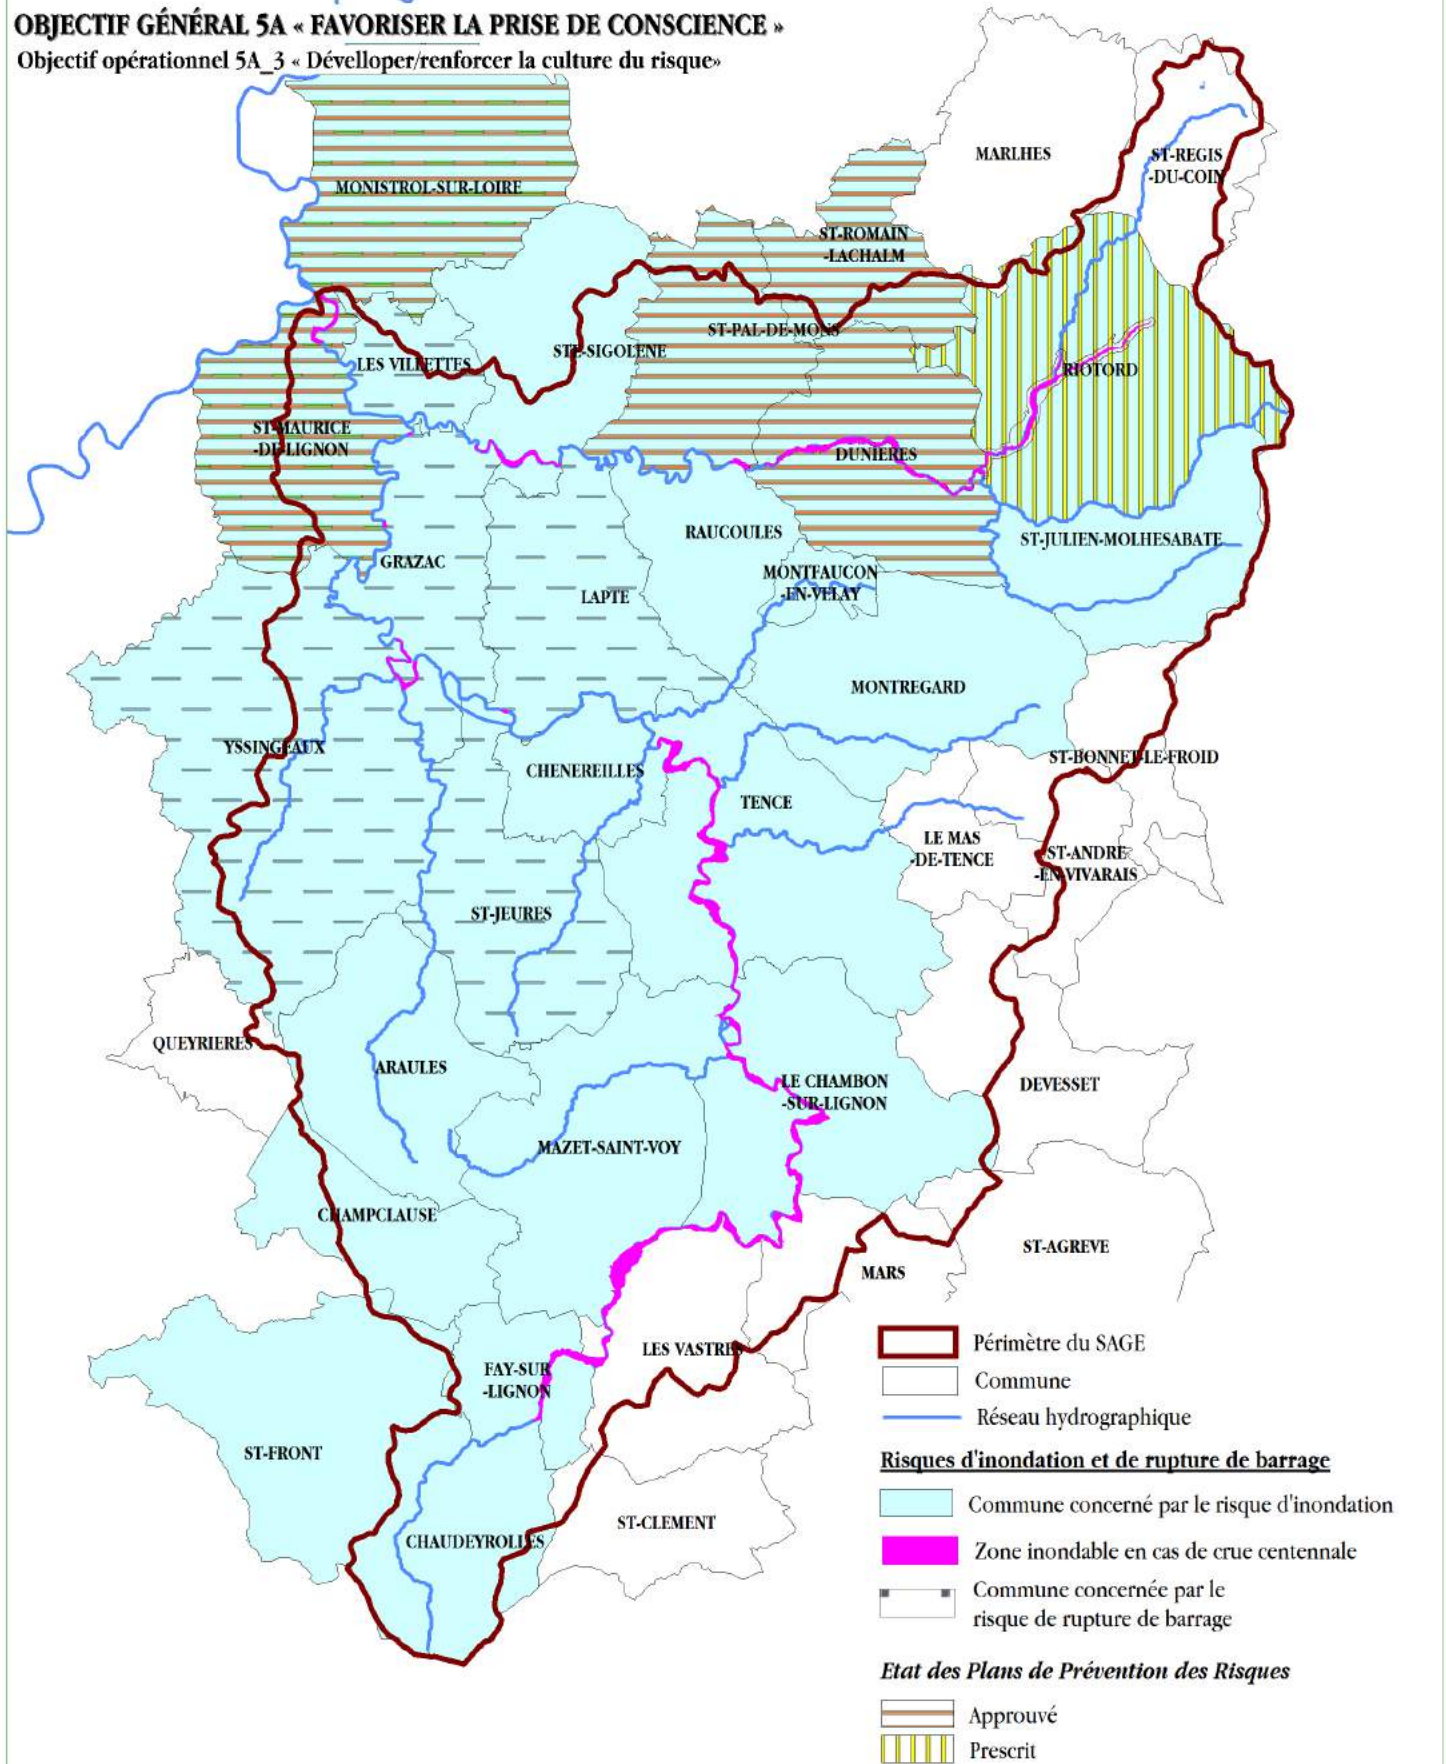 OBJECTIF GÉNÉRAL 5A « FAVORISER LA PRISE DE CONSCIENCE »
Objectif opérationnel 5A_3 « Dévelloper/renforcer la culture du risque»
MARLHES
ST-REGIS
-DU-COIN
MONISTROL-SUR-LOIRE
ST-ROMAIN
-LACHALM
ST-PAL-DE-MONS
STE-SIGOLENE
LES VILLETTES
RIOTORD
ST-MAURICE
-DE-LIGNON
DUNIERES
RAUCOULES
ST-JULIEN-MOLHESABATE
GRAZAC
MONTFAUCON
-EN-VELAY
LAPTE
MONTREGARD
YSSINGEAUX
ST-BONNET-LE-FROID
CHENEREILLES
TENCE
LE MAS
-DE-TENCE
ST-ANDRE
-EN-VIVARAIS
ST-JEURES
QUEYRIERES
ARAULES
LE CHAMBON
-SUR-LIGNON
DEVESSET
MAZET-SAINT-VOY
CHAMPCLAUSE
ST-AGREVE
MARS
LES VASTRES
FAY-SUR
-LIGNON
ST-FRONT
ST-CLEMENT
CHAUDEYROLLES
Périmètre du SAGE
Commune
Réseau hydrographique
Risques d'inondation et de rupture de barrage
Commune concerné par le risque d'inondation
Zone inondable en cas de crue centennale
Commune concernée par le
risque de rupture de barrage
Etat des Plans de Prévention des Risques
Approuvé
Prescrit